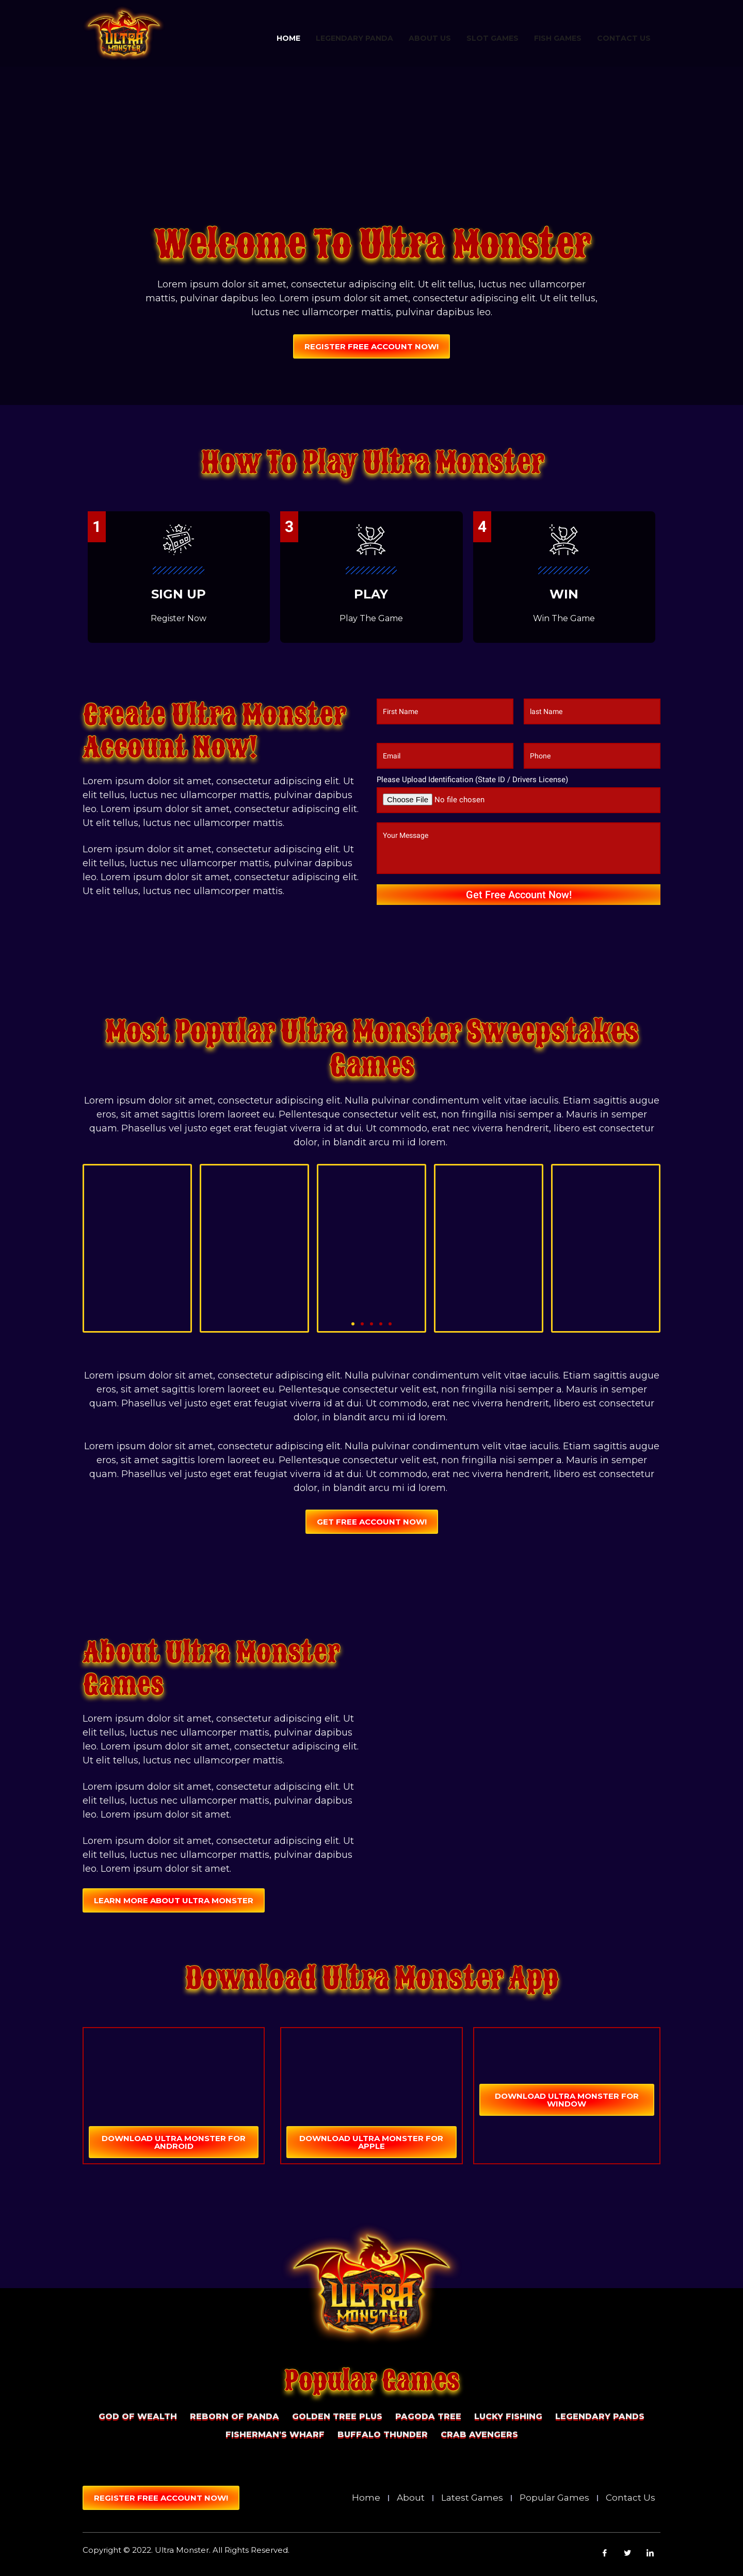 ULTRA
MONSTER
HOME LEGENDARY PANDA ABOUT US SLOT GAMES FISH GAMES CONTACT US
Welcome To Ultra Monster
Lorem ipsum dolor sit amet, consectetur adipiscing elit. Ut elit tellus, luctus nec ullamcorper
mattis, pulvinar dapibus leo. Lorem ipsum dolor sit amet, consectetur adipiscing elit. Ut elit tellus,
luctus nec ullamcorper mattis, pulvinar dapibus leo.
REGISTER FREE ACCOUNT NOW!
How To Play Ultra Monster
1
SIGN UP
Register Now
3
PLAY
Play The Game
4
WIN
Win The Game
Create Ultra Monster
Account Now!
Lorem ipsum dolor sit amet, consectetur adipiscing elit. Ut
elit tellus, luctus nec ullamcorper mattis, pulvinar dapibus
leo. Lorem ipsum dolor sit amet, consectetur adipiscing elit.
Ut elit tellus, luctus nec ullamcorper mattis.
Lorem ipsum dolor sit amet, consectetur adipiscing elit. Ut
elit tellus, luctus nec ullamcorper mattis, pulvinar dapibus
leo. Lorem ipsum dolor sit amet, consectetur adipiscing elit.
Ut elit tellus, luctus nec ullamcorper mattis.
First Name last Name
Email Phone
Please Upload Identification (State ID / Drivers License)
Choose File No file chosen
Your Message
Get Free Account Now!
Most Popular Ultra Monster Sweepstakes
Games
Lorem ipsum dolor sit amet, consectetur adipiscing elit. Nulla pulvinar condimentum velit vitae iaculis. Etiam sagittis augue
eros, sit amet sagittis lorem laoreet eu. Pellentesque consectetur velit est, non fringilla nisi semper a. Mauris in semper
quam. Phasellus vel justo eget erat feugiat viverra id at dui. Ut commodo, erat nec viverra hendrerit, libero est consectetur
dolor, in blandit arcu mi id lorem.
Lorem ipsum dolor sit amet, consectetur adipiscing elit. Nulla pulvinar condimentum velit vitae iaculis. Etiam sagittis augue
eros, sit amet sagittis lorem laoreet eu. Pellentesque consectetur velit est, non fringilla nisi semper a. Mauris in semper
quam. Phasellus vel justo eget erat feugiat viverra id at dui. Ut commodo, erat nec viverra hendrerit, libero est consectetur
dolor, in blandit arcu mi id lorem.
Lorem ipsum dolor sit amet, consectetur adipiscing elit. Nulla pulvinar condimentum velit vitae iaculis. Etiam sagittis augue
eros, sit amet sagittis lorem laoreet eu. Pellentesque consectetur velit est, non fringilla nisi semper a. Mauris in semper
quam. Phasellus vel justo eget erat feugiat viverra id at dui. Ut commodo, erat nec viverra hendrerit, libero est consectetur
dolor, in blandit arcu mi id lorem.
GET FREE ACCOUNT NOW!
About Ultra Monster
Games
Lorem ipsum dolor sit amet, consectetur adipiscing elit. Ut
elit tellus, luctus nec ullamcorper mattis, pulvinar dapibus
leo. Lorem ipsum dolor sit amet, consectetur adipiscing elit.
Ut elit tellus, luctus nec ullamcorper mattis.
Lorem ipsum dolor sit amet, consectetur adipiscing elit. Ut
elit tellus, luctus nec ullamcorper mattis, pulvinar dapibus
leo. Lorem ipsum dolor sit amet.
Lorem ipsum dolor sit amet, consectetur adipiscing elit. Ut
elit tellus, luctus nec ullamcorper mattis, pulvinar dapibus
leo. Lorem ipsum dolor sit amet.
LEARN MORE ABOUT ULTRA MONSTER
Download Ultra Monster App
DOWNLOAD ULTRA MONSTER FOR
ANDROID
DOWNLOAD ULTRA MONSTER FOR
APPLE
DOWNLOAD ULTRA MONSTER FOR
WINDOW
ULTRA
MONSTER
Popular Games
GOD OF WEALTH REBORN OF PANDA GOLDEN TREE PLUS PAGODA TREE LUCKY FISHING LEGENDARY PANDS
FISHERMAN'S WHARF BUFFALO THUNDER CRAB AVENGERS
REGISTER FREE ACCOUNT NOW!
Home | About | Latest Games | Popular Games | Contact Us
Copyright © 2022. Ultra Monster. All Rights Reserved.